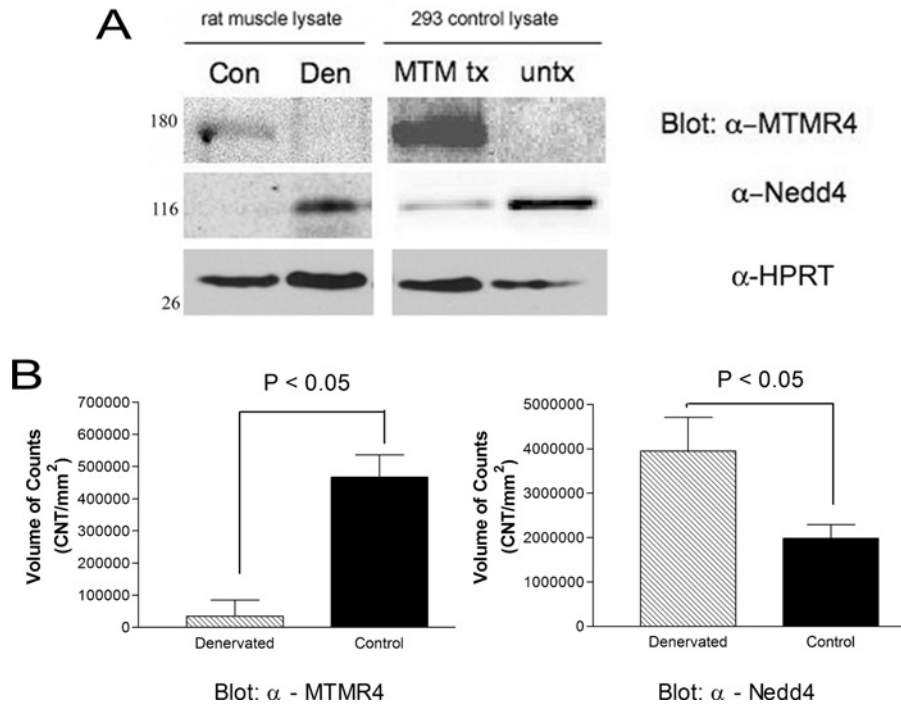 A
rat muscle lysate 293 control lysate
Con Den MTM tx untx
180
Blot: α-MTMR4
116
α-Nedd4
α-HPRT
26
B
P < 0.05
700000
600000
500000
400000
300000
200000
100000
0
Volume of Counts
(CNT/mm²)
Denervated Control
Blot: α - MTMR4
P < 0.05
5000000
4000000
3000000
2000000
1000000
0
Volume of Counts
(CNT/mm²)
Denervated Control
Blot: α - Nedd4